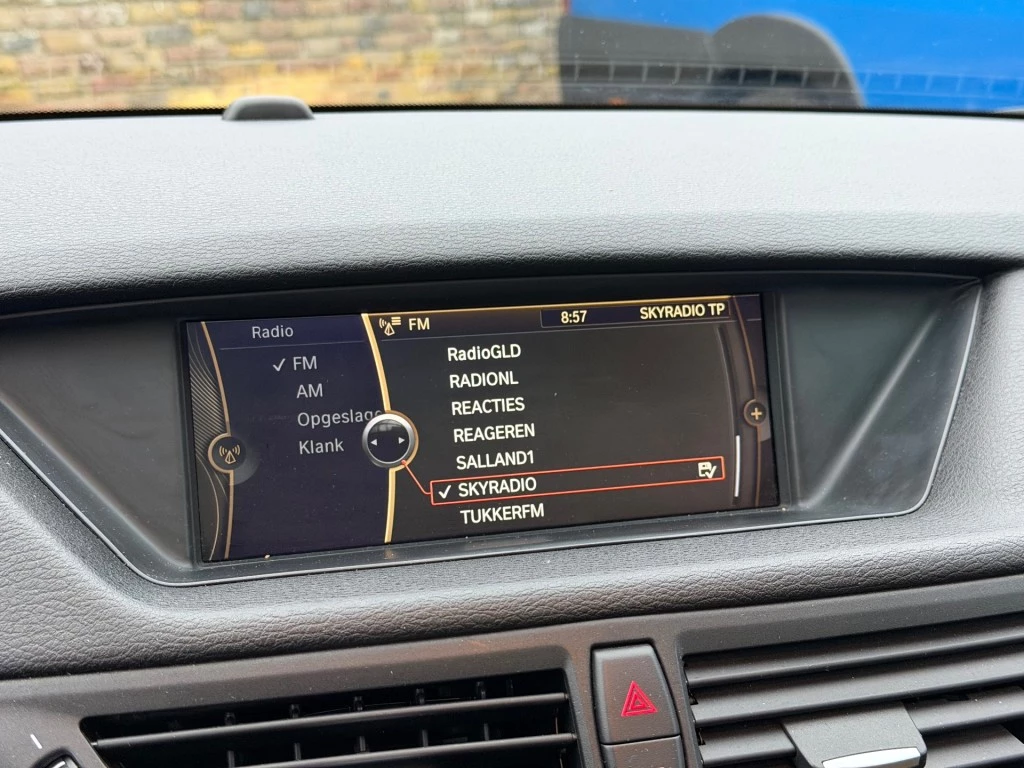 Radio
✓ FM
AM
Opgeslage
Klank
FM 8:57 SKYRADIO TP
RadioGLD
RADIONL
REACTIES
REAGEREN
SALLAND1
✓ SKYRADIO
TUKKERFM